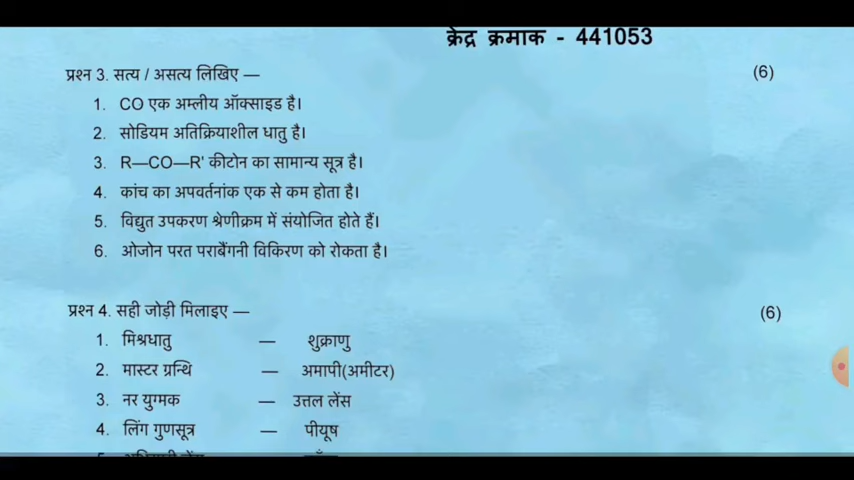 केंद्र क्रमाक - 441053
प्रश्न 3. सत्य / असत्य लिखिए — (6)
1. CO एक अम्लीय ऑक्साइड है।
2. सोडियम अतिक्रियाशील धातु है।
3. R—CO—R' कीटोन का सामान्य सूत्र है।
4. कांच का अपवर्तनांक एक से कम होता है।
5. विद्युत उपकरण श्रेणीक्रम में संयोजित होते हैं।
6. ओजोन परत पराबैंगनी विकिरण को रोकता है।
प्रश्न 4. सही जोड़ी मिलाइए — (6)
1. मिश्रधातु — शुक्राणु
2. मास्टर ग्रन्थि — अमापी(अमीटर)
3. नर युग्मक — उत्तल लेंस
4. लिंग गुणसूत्र — पीयूष